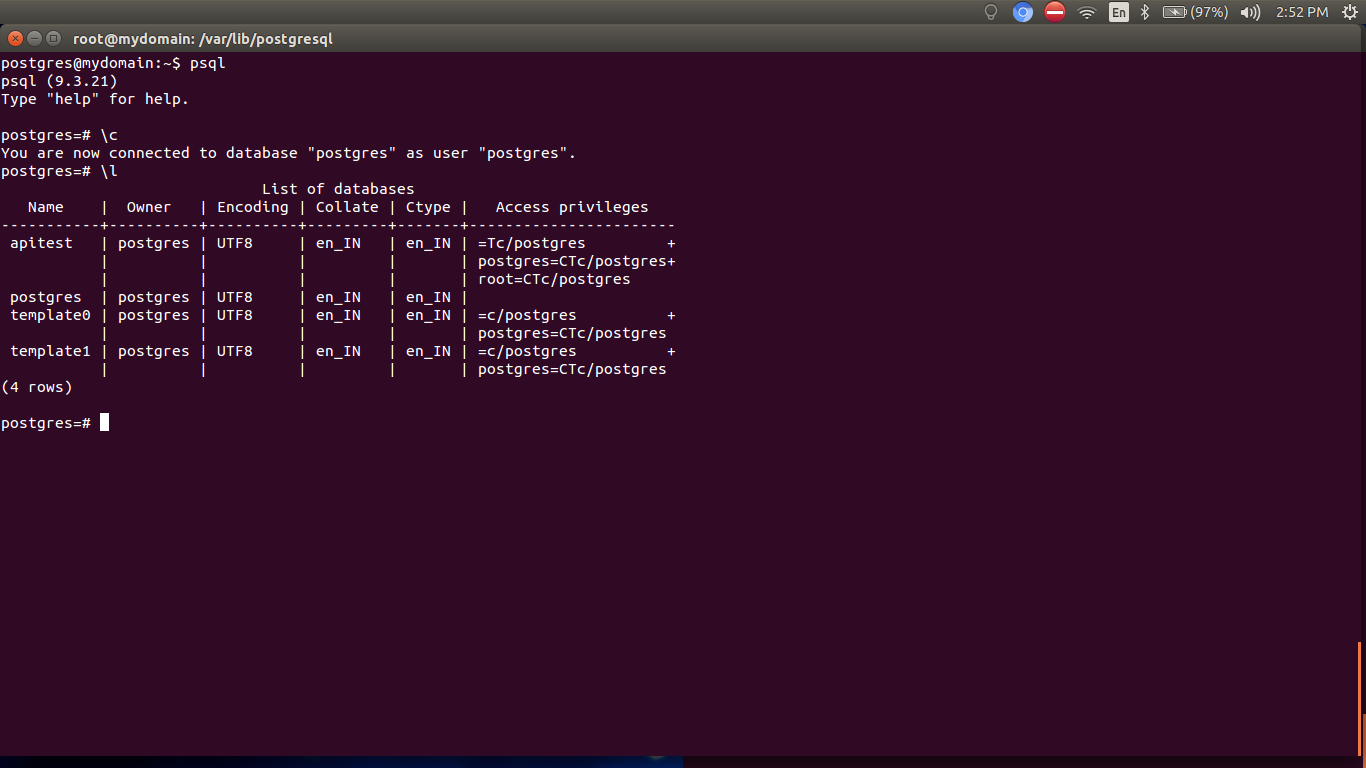 En (97%) 2:52 PM
root@mydomain: /var/lib/postgresql
postgres@mydomain:~$ psql
psql (9.3.21)
Type "help" for help.
postgres=# \c
You are now connected to database "postgres" as user "postgres".
postgres=# \l
                             List of databases
   Name    |  Owner   | Encoding | Collate | Ctype |   Access privileges
-----------+----------+----------+---------+-------+-----------------------
 apitest   | postgres | UTF8     | en_IN   | en_IN | =Tc/postgres         +
           |          |          |         |       | postgres=CTc/postgres+
           |          |          |         |       | root=CTc/postgres
 postgres  | postgres | UTF8     | en_IN   | en_IN |
 template0 | postgres | UTF8     | en_IN   | en_IN | =c/postgres          +
           |          |          |         |       | postgres=CTc/postgres
 template1 | postgres | UTF8     | en_IN   | en_IN | =c/postgres          +
           |          |          |         |       | postgres=CTc/postgres
(4 rows)
postgres=#